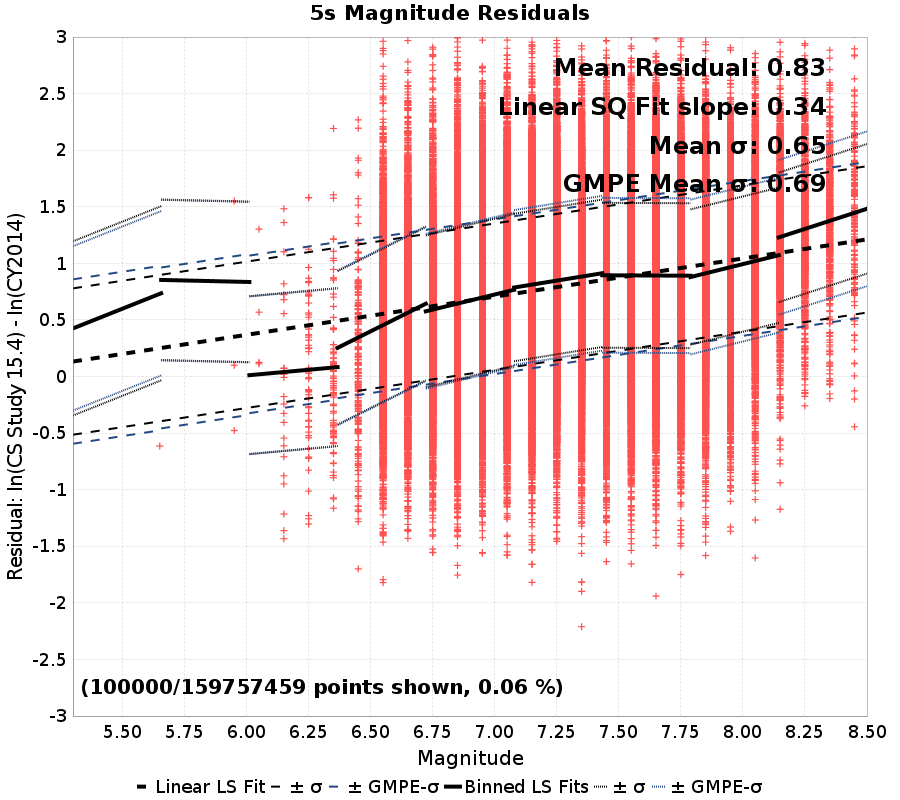 5s Magnitude Residuals
Mean Residual: 0.83
Linear SQ Fit slope: 0.34
Mean σ: 0.65
GMPE Mean σ: 0.69
Residual: ln(CS Study 15.4) - ln(CY2014)
3
2.5
2
1.5
1
0.5
0
-0.5
-1
-1.5
-2
-2.5
-3
(100000/159757459 points shown, 0.06 %)
5.50 5.75 6.00 6.25 6.50 6.75 7.00 7.25 7.50 7.75 8.00 8.25 8.50
Magnitude
Linear LS Fit ± σ ± GMPE-σ Binned LS Fits ± σ ± GMPE-σ